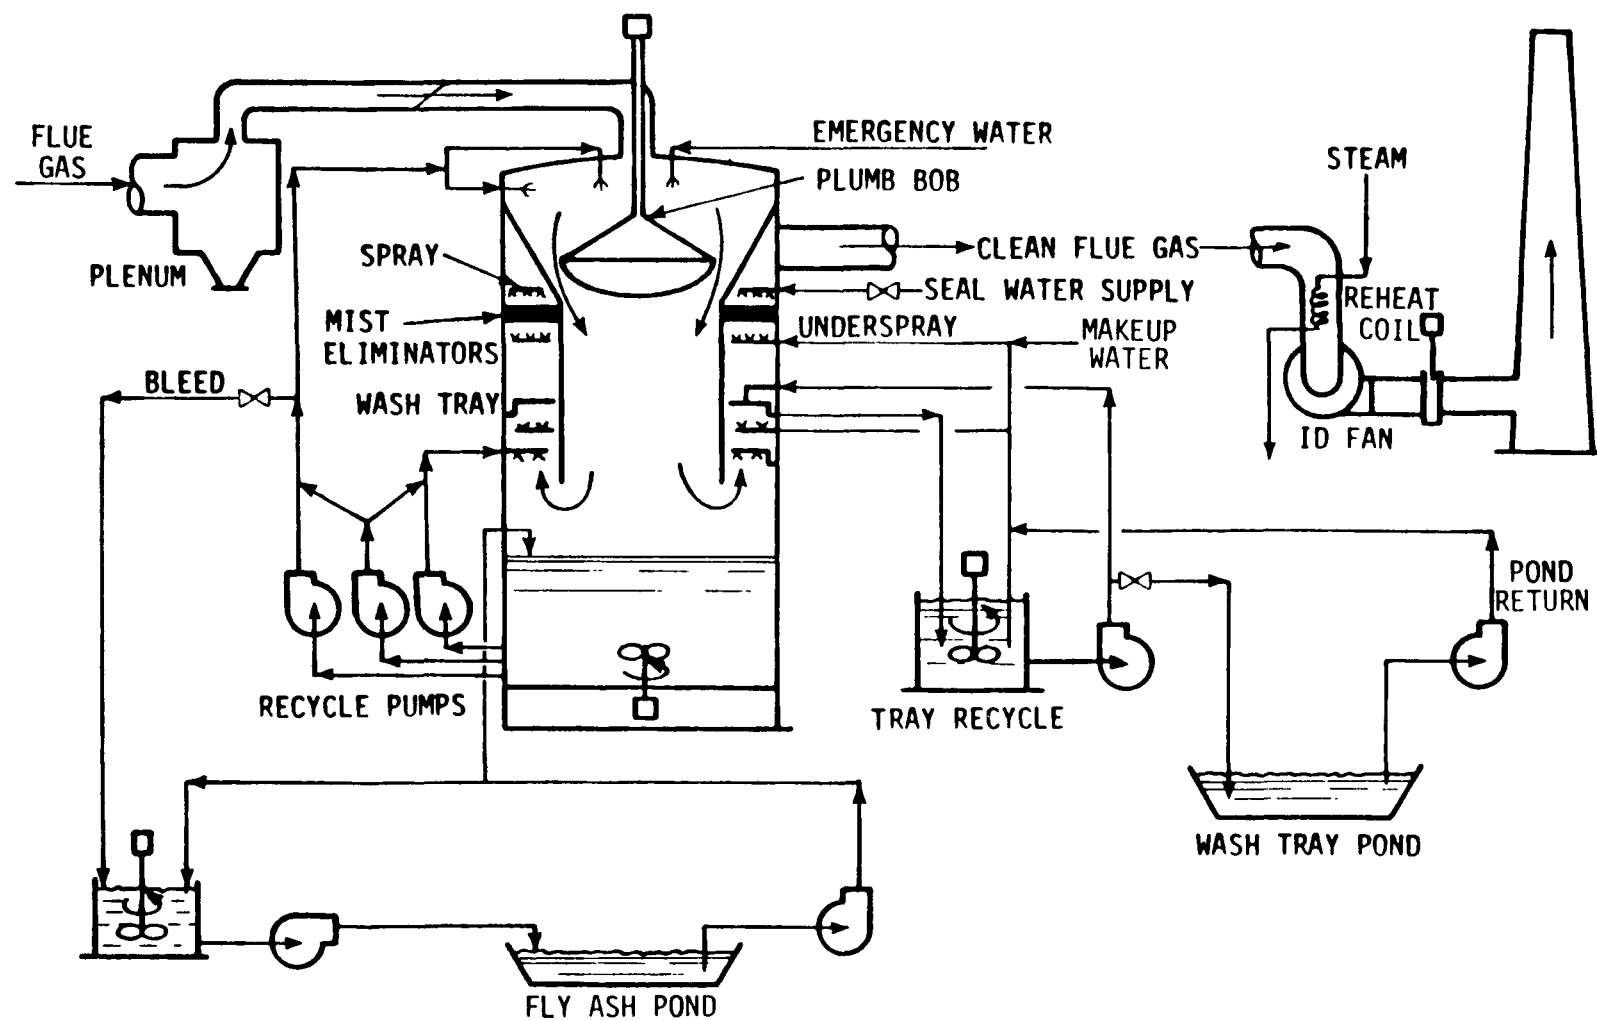 EMERGENCY WATER
FLUE
GAS
STEAM
PLUMB BOB
SPRAY
CLEAN FLUE GAS
PLENUM
SEAL WATER SUPPLY
REHEAT
COIL
MIST
ELIMINATORS
UNDERSPRAY
MAKEUP
WATER
BLEED
WASH TRAY
ID FAN
POND
RETURN
RECYCLE PUMPS
TRAY RECYCLE
WASH TRAY POND
FLY ASH POND